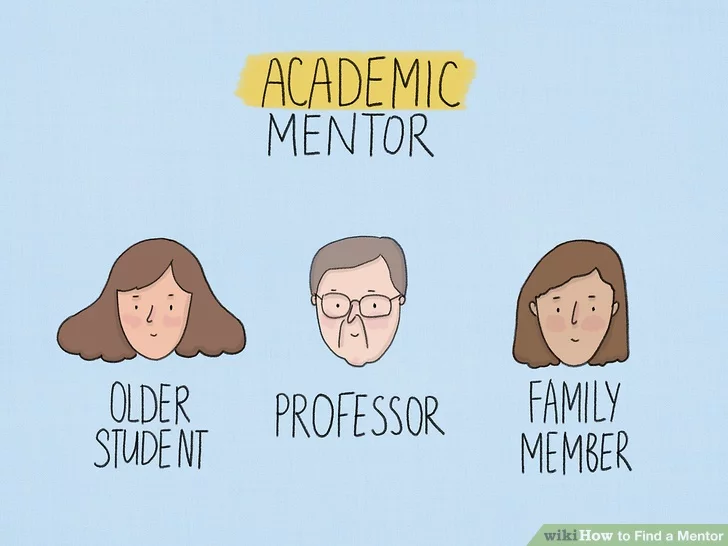 ACADEMIC
MENTOR
OLDER
STUDENT
PROFESSOR
FAMILY
MEMBER
wikiHow to Find a Mentor